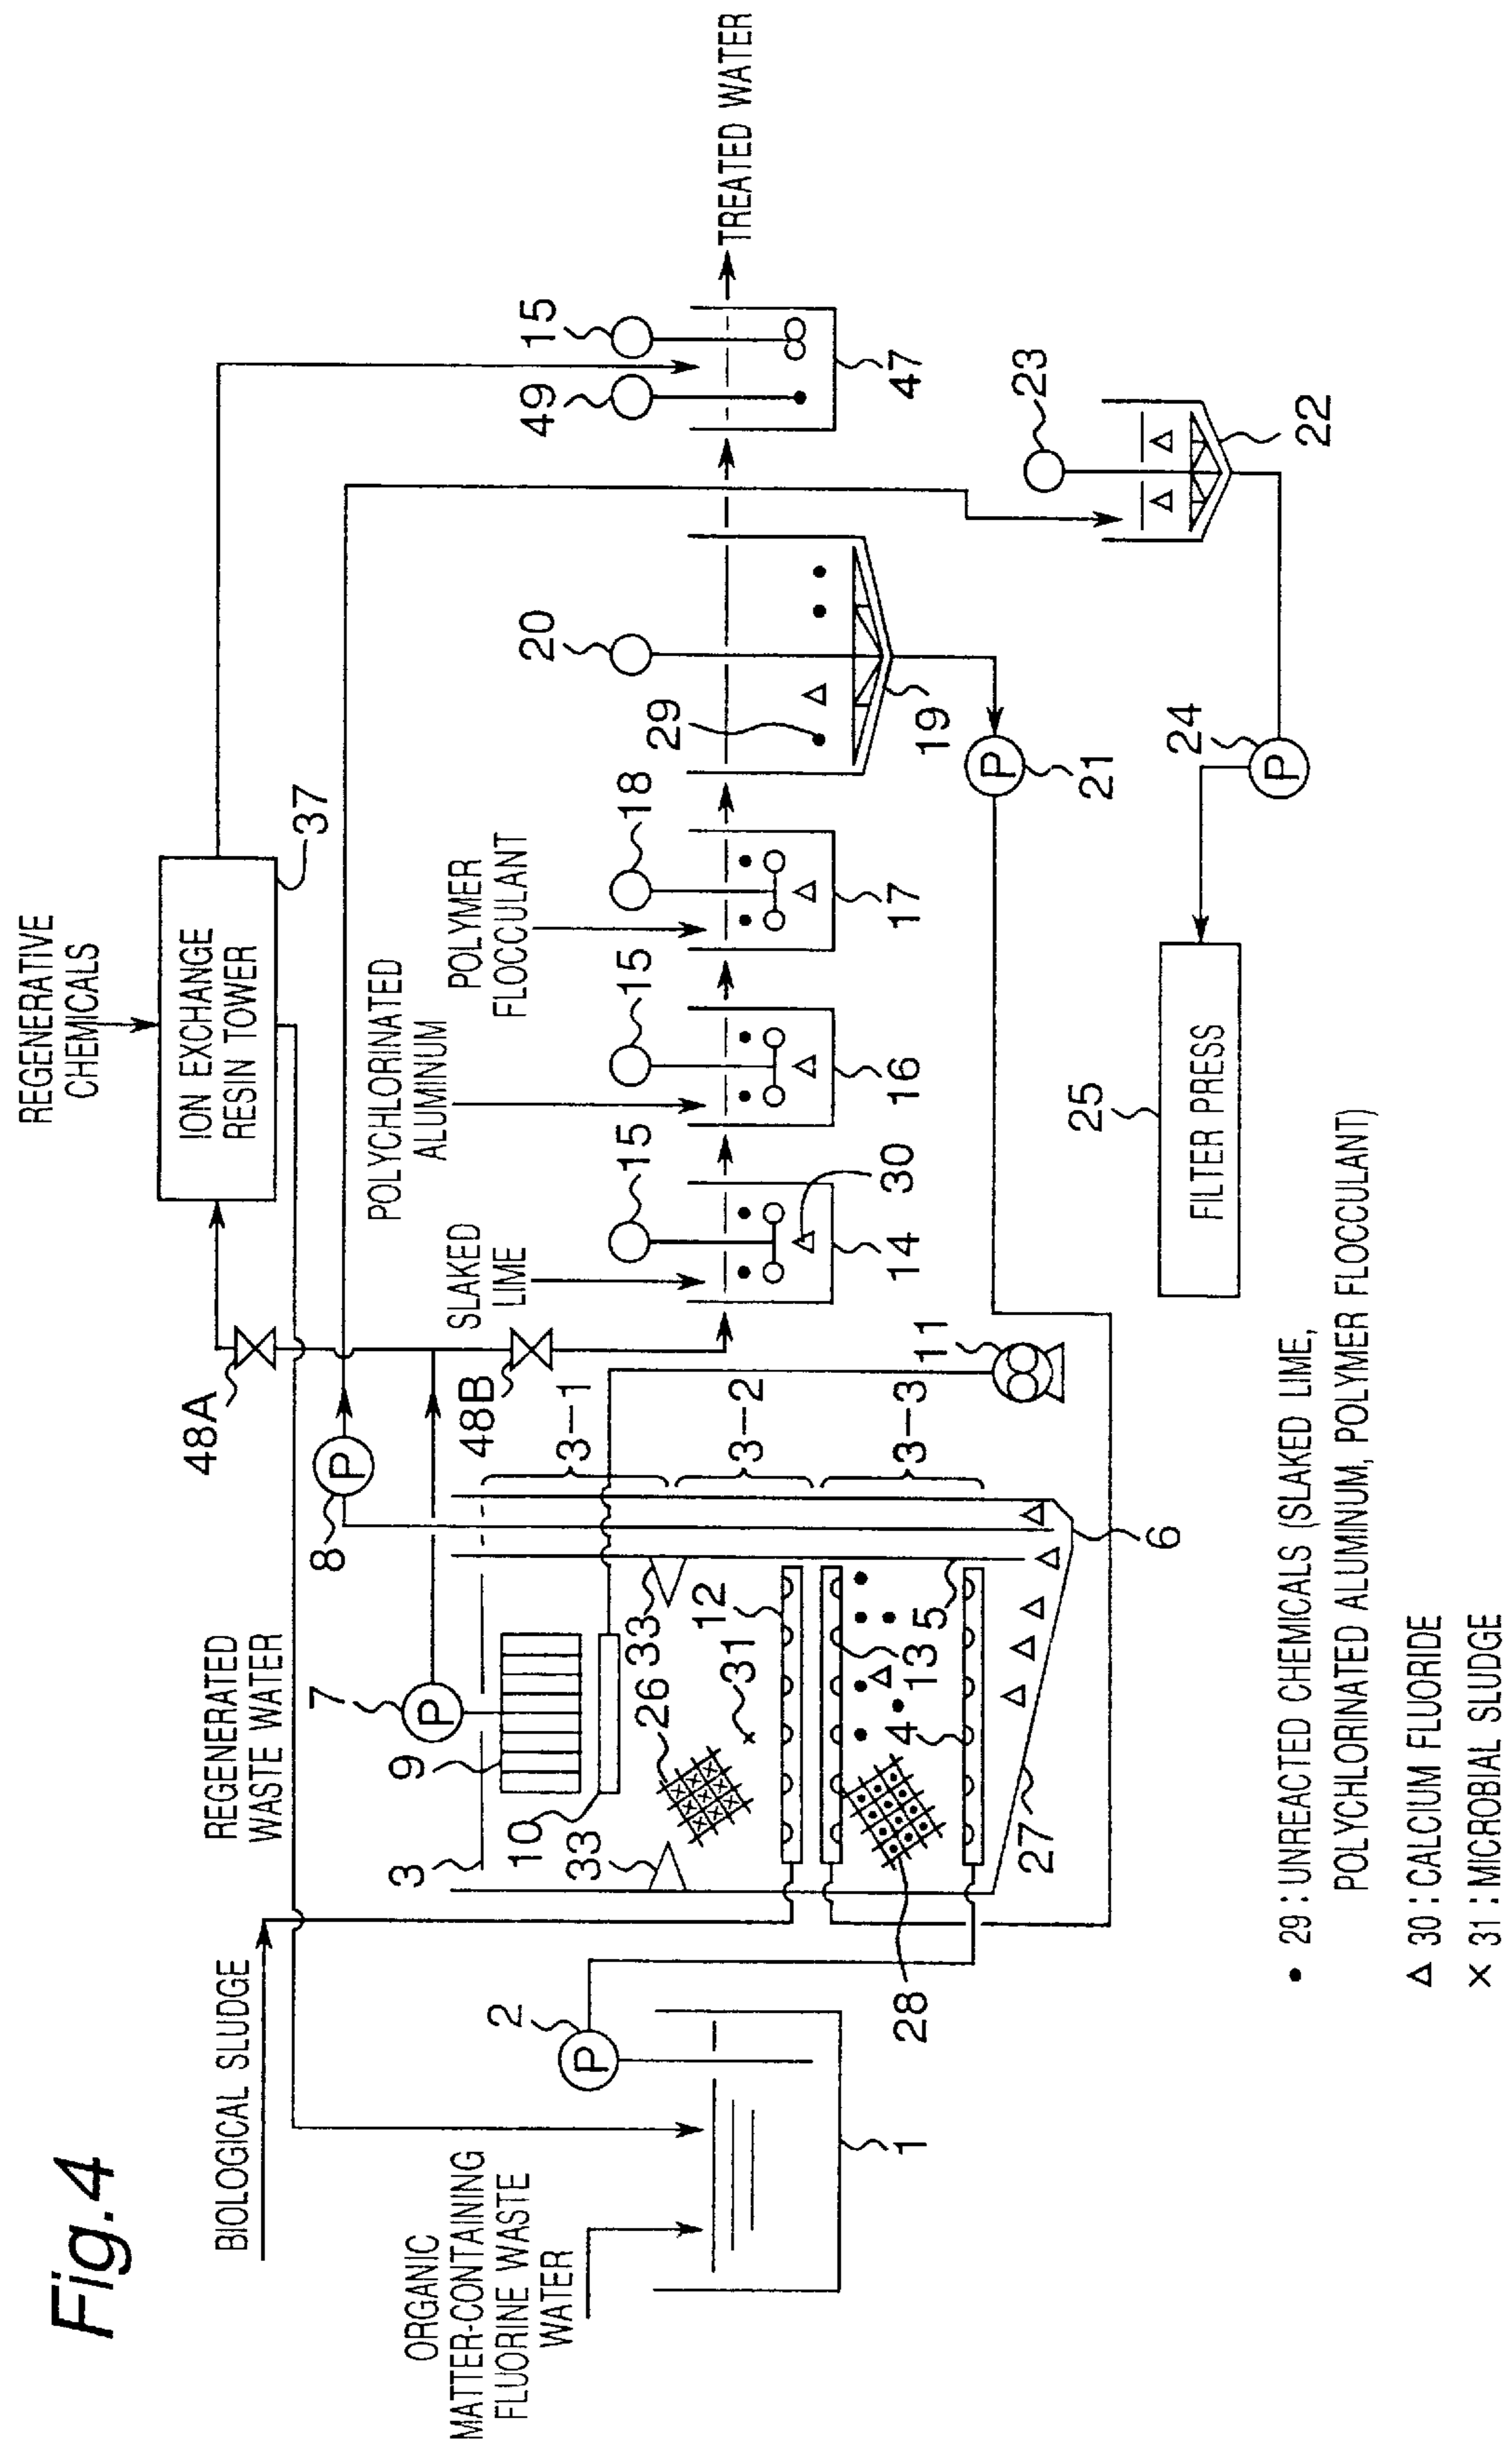 Fig.4
REGENERATIVE
CHEMICALS
ION EXCHANGE
RESIN TOWER
37
48A
BIOLOGICAL SLUDGE
REGENERATED
WASTE WATER
8
P
7
P
48B
SLAKED
LIME
POLYCHLORINATED
ALUMINUM
POLYMER
FLOCCULANT
ORGANIC
MATTER-CONTAINING
FLUORINE WASTE
WATER
2
P
1
3
9
10
33
26
33
31
12
3-1
3-2
3-3
13
4
5
28
27
6
11
15
30
14
15
16
18
17
29
20
19
P
21
49
15
47
TREATED WATER
23
22
24
P
25
FILTER PRESS
● 29 : UNREACTED CHEMICALS (SLAKED LIME,
POLYCHLORINATED ALUMINUM, POLYMER FLOCCULANT)
△ 30 : CALCIUM FLUORIDE
× 31 : MICROBIAL SLUDGE